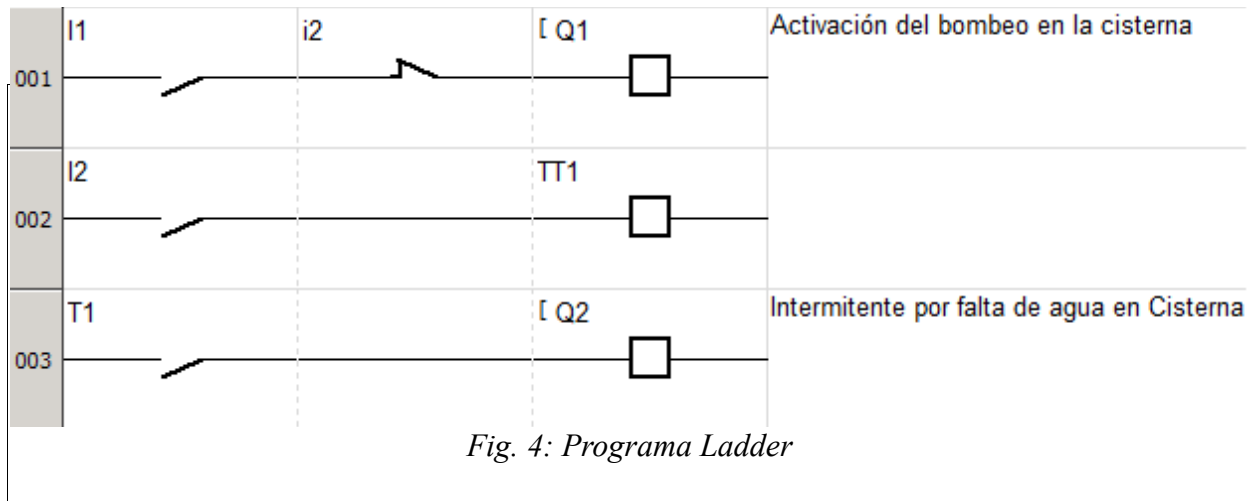 I1 i2 [ Q1 Activación del bombeo en la cisterna
001
I2 TT1
002
T1 [ Q2 Intermitente por falta de agua en Cisterna
003
Fig. 4: Programa Ladder